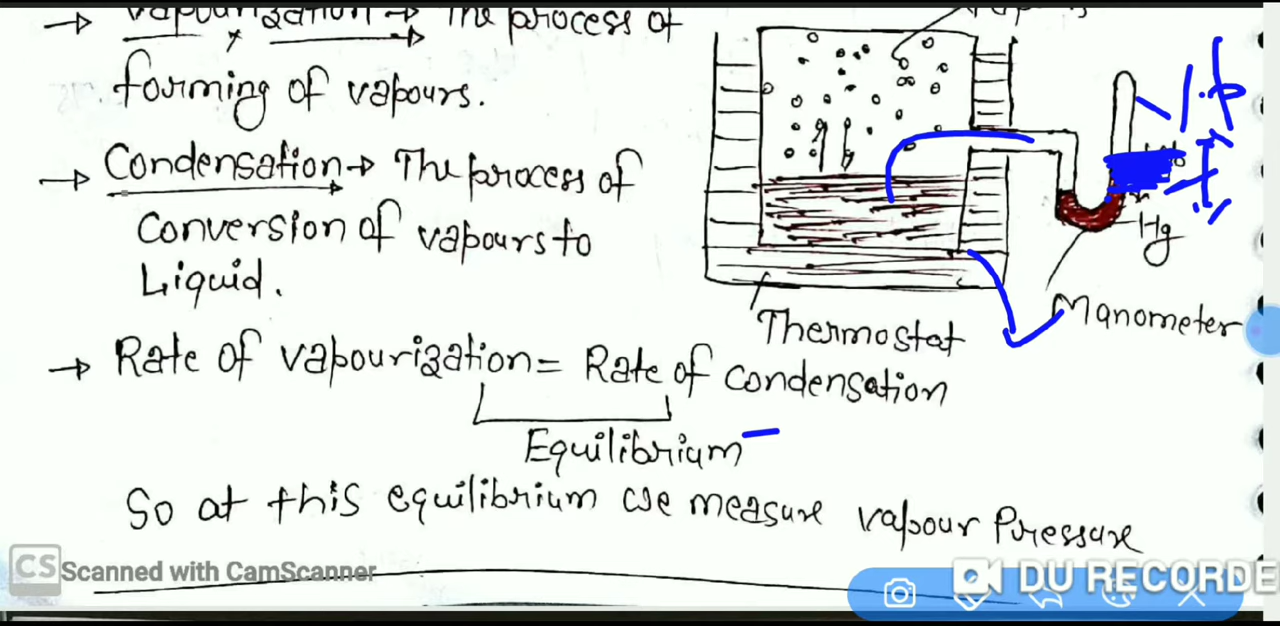 → Vapourization → The process of
forming of vapours.
→ Condensation → The process of
Conversion of vapours to
Liquid.
Hg
Manometer
Thermostat
→ Rate of vapourization = Rate of condensation
Equilibrium
So at this equilibrium we measure vapour Pressure
CS Scanned with CamScanner
DU RECORDE